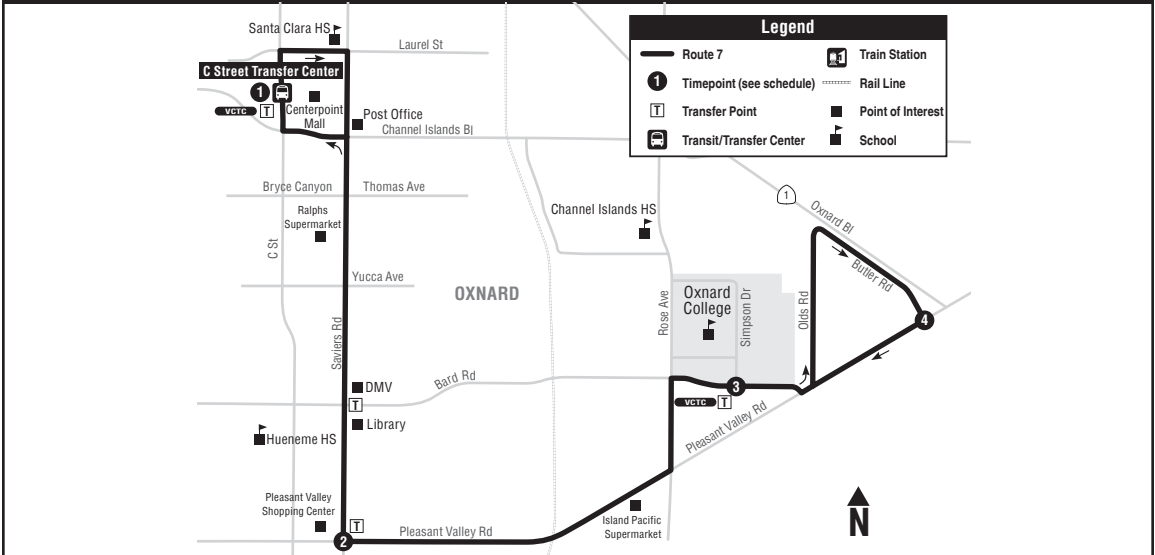 Santa Clara HS
Laurel St
C Street Transfer Center
1
VCTC
T
Centerpoint
Mall
Post Office
Channel Islands Bl
Bryce Canyon
Thomas Ave
Ralphs
Supermarket
C St
Yucca Ave
OXNARD
Saviers Rd
DMV
T
Bard Rd
Library
Hueneme HS
Pleasant Valley
Shopping Center
T
2
Pleasant Valley Rd
Island Pacific
Supermarket
Channel Islands HS
Rose Ave
Oxnard
College
Simpson Dr
3
VCTC
T
Pleasant Valley Rd
Olds Rd
1
Oxnard Bl
Butler Rd
4
N
Legend
Route 7
1
Timepoint (see schedule)
T
Transfer Point
Transit/Transfer Center
Train Station
Rail Line
Point of Interest
School